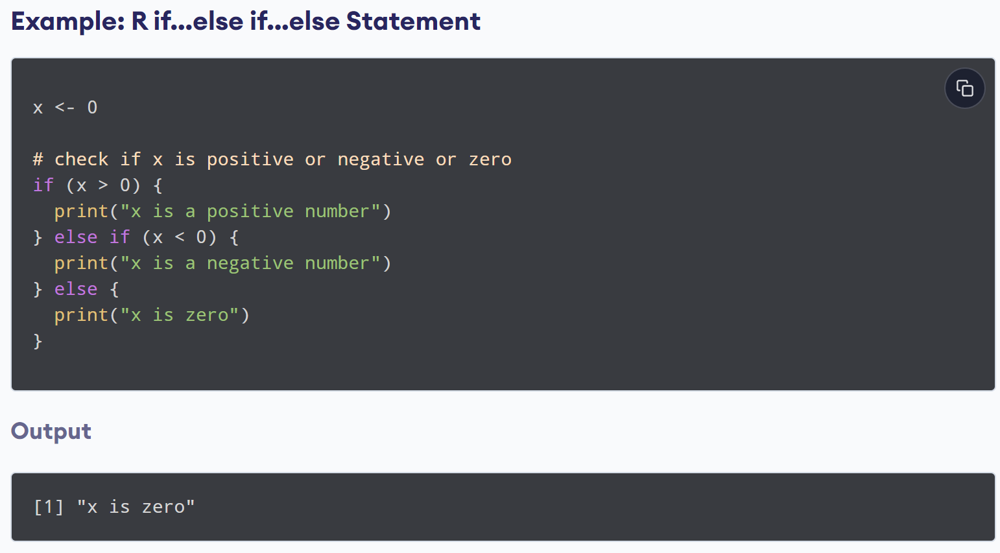 Example: R if...else if...else Statement
x <- 0
# check if x is positive or negative or zero
if (x > 0) {
  print("x is a positive number")
} else if (x < 0) {
  print("x is a negative number")
} else {
  print("x is zero")
}
Output
[1] "x is zero"